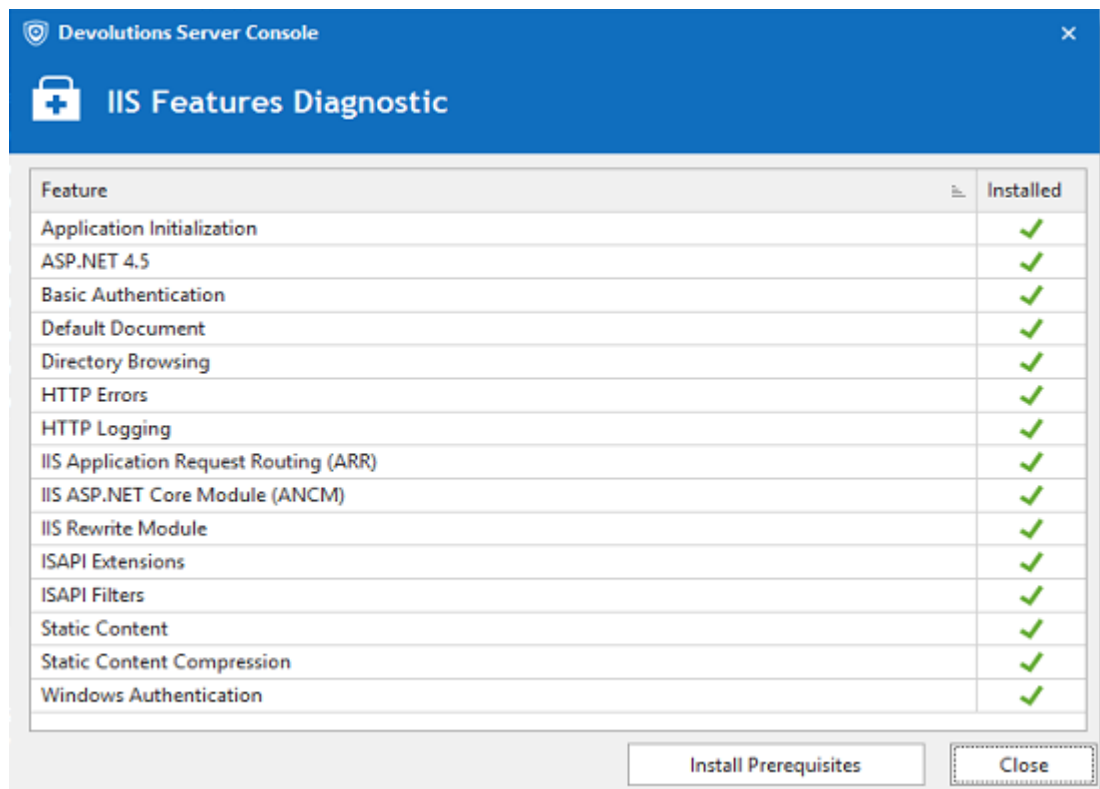 Devolutions Server Console
IIS Features Diagnostic
Feature Installed
Application Initialization
ASP.NET 4.5
Basic Authentication
Default Document
Directory Browsing
HTTP Errors
HTTP Logging
IIS Application Request Routing (ARR)
IIS ASP.NET Core Module (ANCM)
IIS Rewrite Module
ISAPI Extensions
ISAPI Filters
Static Content
Static Content Compression
Windows Authentication
Install Prerequisites Close